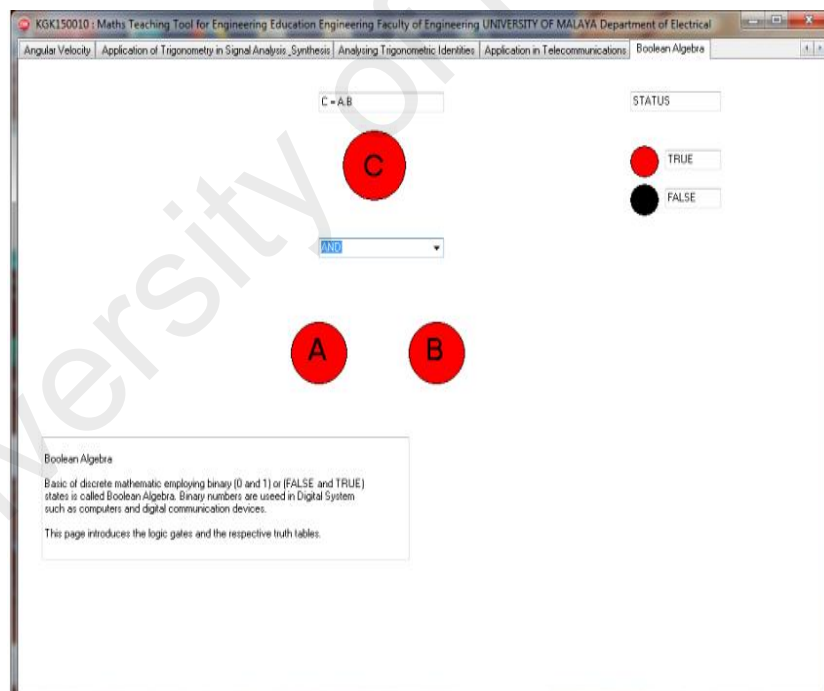 KGK150010 : Maths Teaching Tool for Engineering Education Engineering Faculty of Engineering UNIVERSITY OF MALAYA Department of Electrical
Angular Velocity Application of Trigonometry in Signal Analysis_Synthesis Analysing Trigonometric Identities Application in Telecommunications Boolean Algebra
C = A.B STATUS
C
TRUE
FALSE
AND
A B
Boolean Algebra
Basic of discrete mathematic employing binary (0 and 1) or (FALSE and TRUE)
states is called Boolean Algebra. Binary numbers are useed in Digital System
such as computers and digital communication devices.
This page introduces the logic gates and the respective truth tables.
versity of